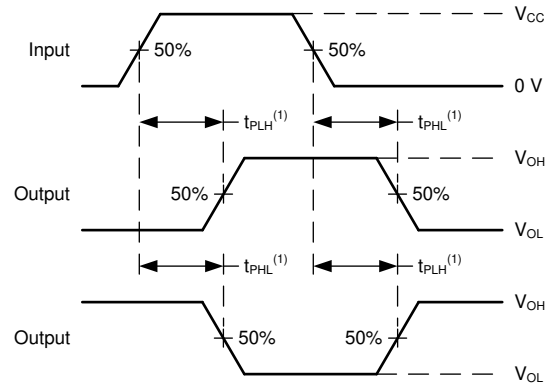 V_CC
Input 50% 50%
0 V
t_PLH^(1) t_PHL^(1)
V_OH
Output 50% 50%
V_OL
t_PHL^(1) t_PLH^(1)
V_OH
Output 50% 50%
V_OL